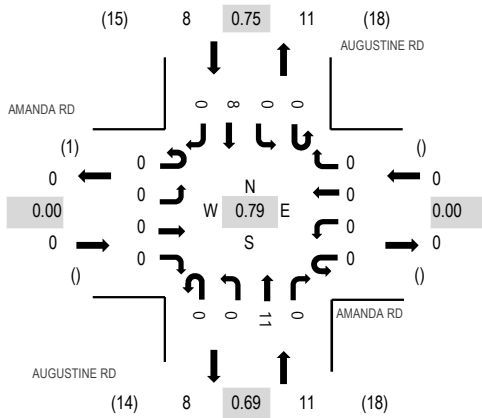 (15) 8 0.75 11 (18)
AUGUSTINE RD
AMANDA RD
0 8 0 0
(1) 0 0 ()
0 0 0 0
N
0.00 W 0.79 E 0.00
0 0 0 0
S
() 0 0 ()
0 0 11 0
AMANDA RD
AUGUSTINE RD
(14) 8 0.69 11 (18)